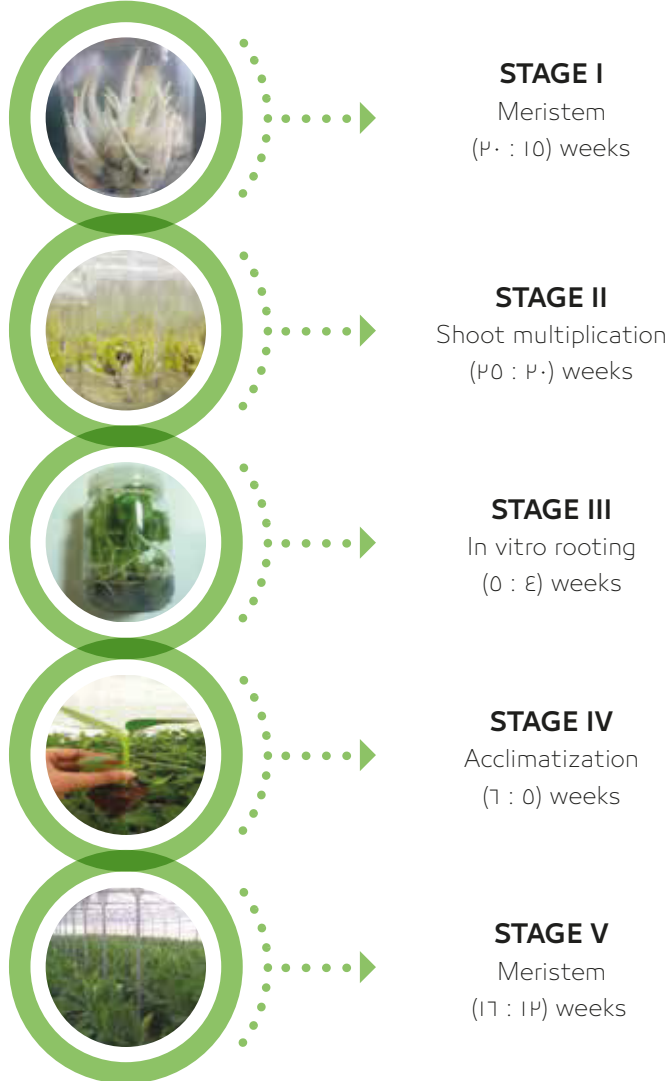 STAGE I
Meristem
(٢٠ : ١٥) weeks
STAGE II
Shoot multiplication
(٢٥ : ٢٠) weeks
STAGE III
In vitro rooting
(٥ : ٤) weeks
STAGE IV
Acclimatization
(٦ : ٥) weeks
STAGE V
Meristem
(١٦ : ١٢) weeks